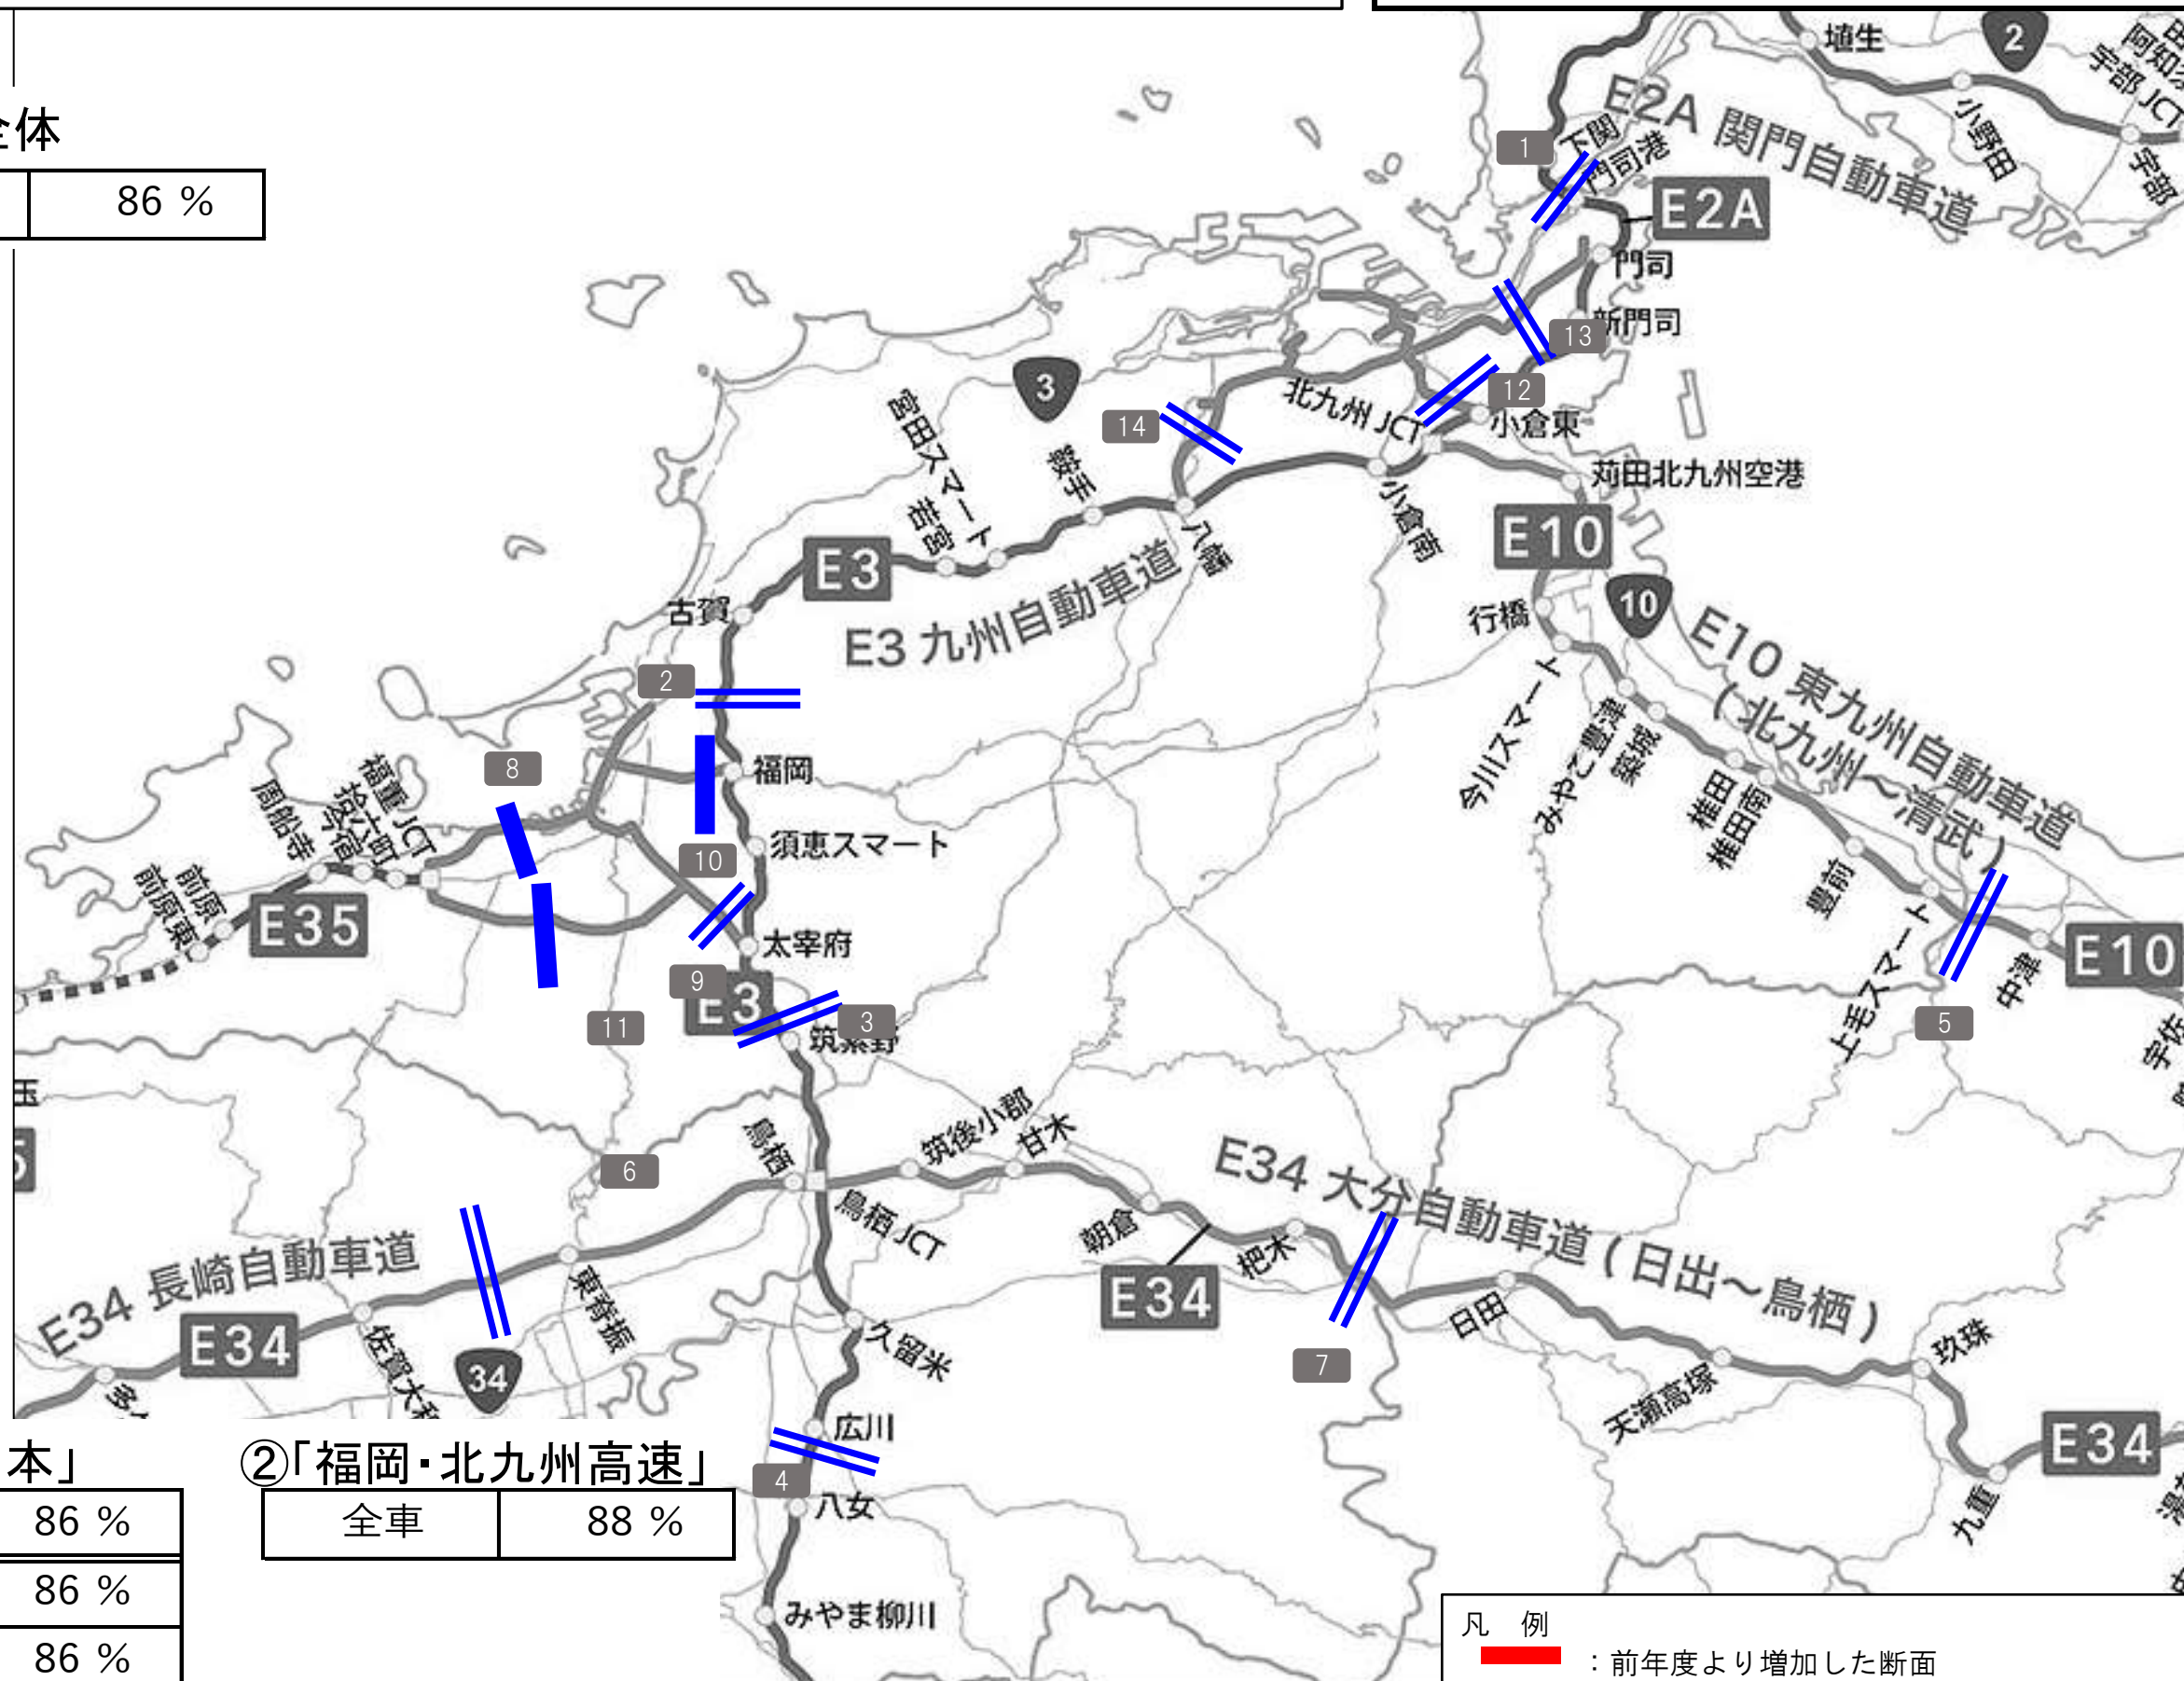 全体
86 %
埴生
2
宇部 JCT
小野田
宇部
E2A 関門自動車道
1
下関
門司港
E2A
門司
新門司
13
12
3
14
北九州 JCT
小倉東
宮田スマート
若宮
鞍手
八幡
小倉南
苅田北九州空港
E10
E3
E3 九州自動車道
古賀
行橋
10
E10 東九州自動車道
(北九州～清武)
2
今川スマート
みやこ豊津
築城
椎田
椎田南
豊前
上毛スマート
中津
E10
5
8
福岡
福重 JCT
拾六町
今宿
周船寺
前原
前原東
E35
須恵スマート
10
太宰府
9
E3
3
筑紫野
11
6
鳥栖
筑後小郡
甘木
鳥栖 JCT
朝倉
杷木
E34 大分自動車道 (日出～鳥栖)
E34
日田
7
天瀬高塚
玖珠
九重
E34
E34 長崎自動車道
E34
東脊振
34
久留米
広川
4
八女
みやま柳川
本」
86 %
86 %
86 %
②「福岡・北九州高速」
全車 88 %
凡 例
：前年度より増加した断面